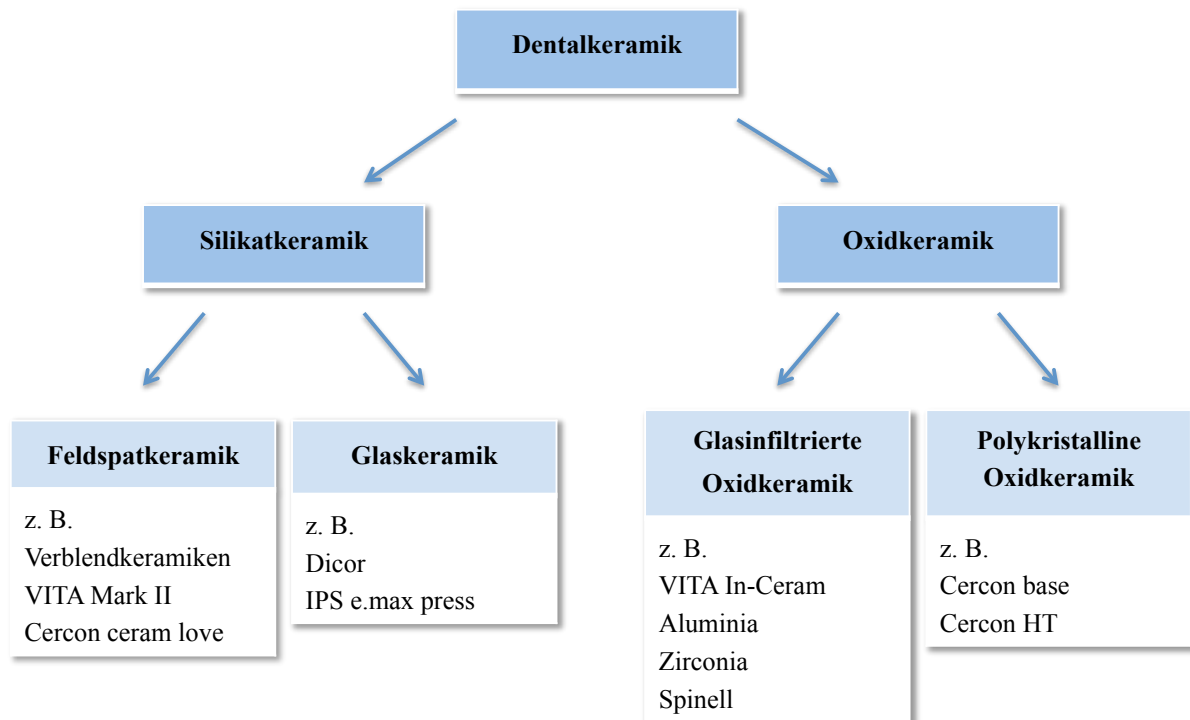 Dentalkeramik
Silikatkeramik
Oxidkeramik
Feldspatkeramik
z. B.
Verblendkeramiken
VITA Mark II
Cercon ceram love
Glaskeramik
z. B.
Dicor
IPS e.max press
Glasinfiltrierte
Oxidkeramik
z. B.
VITA In-Ceram
Aluminia
Zirconia
Spinell
Polykristalline
Oxidkeramik
z. B.
Cercon base
Cercon HT